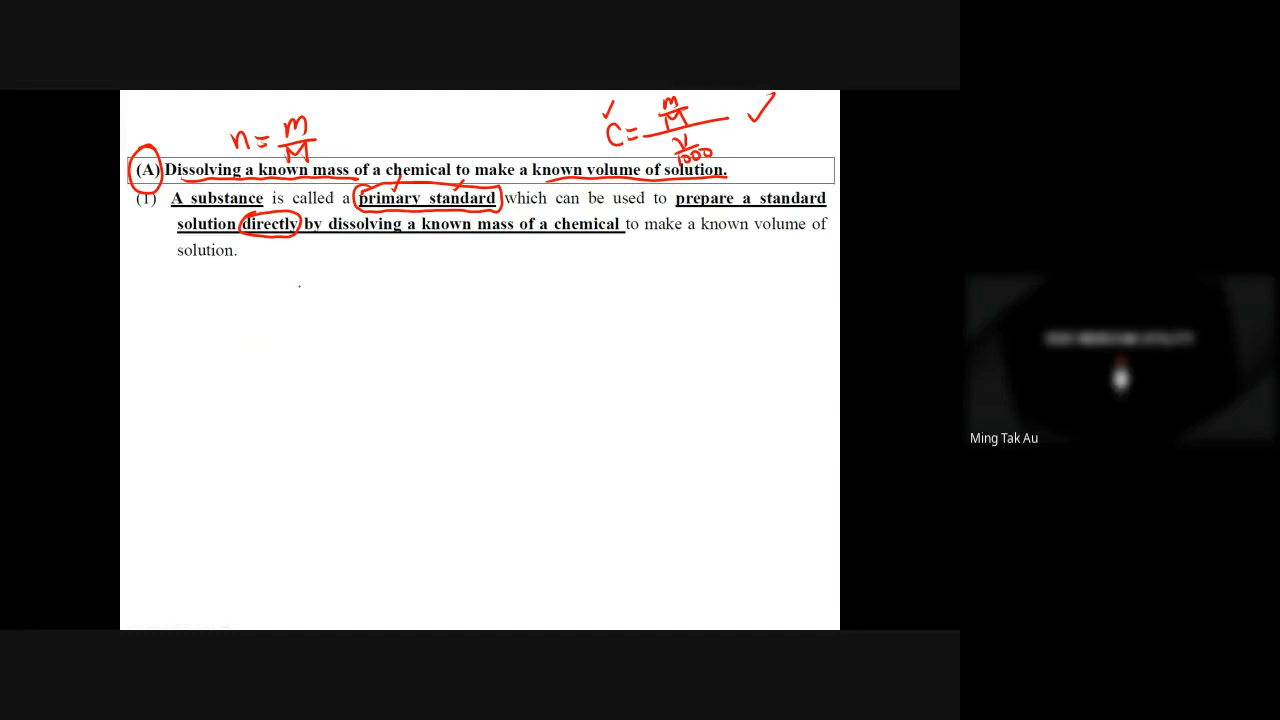 n = m/M
C = (m/M)/(V/1000)
(A) Dissolving a known mass of a chemical to make a known volume of solution.
(1) A substance is called a primary standard which can be used to prepare a standard
solution directly by dissolving a known mass of a chemical to make a known volume of
solution.
Ming Tak Au